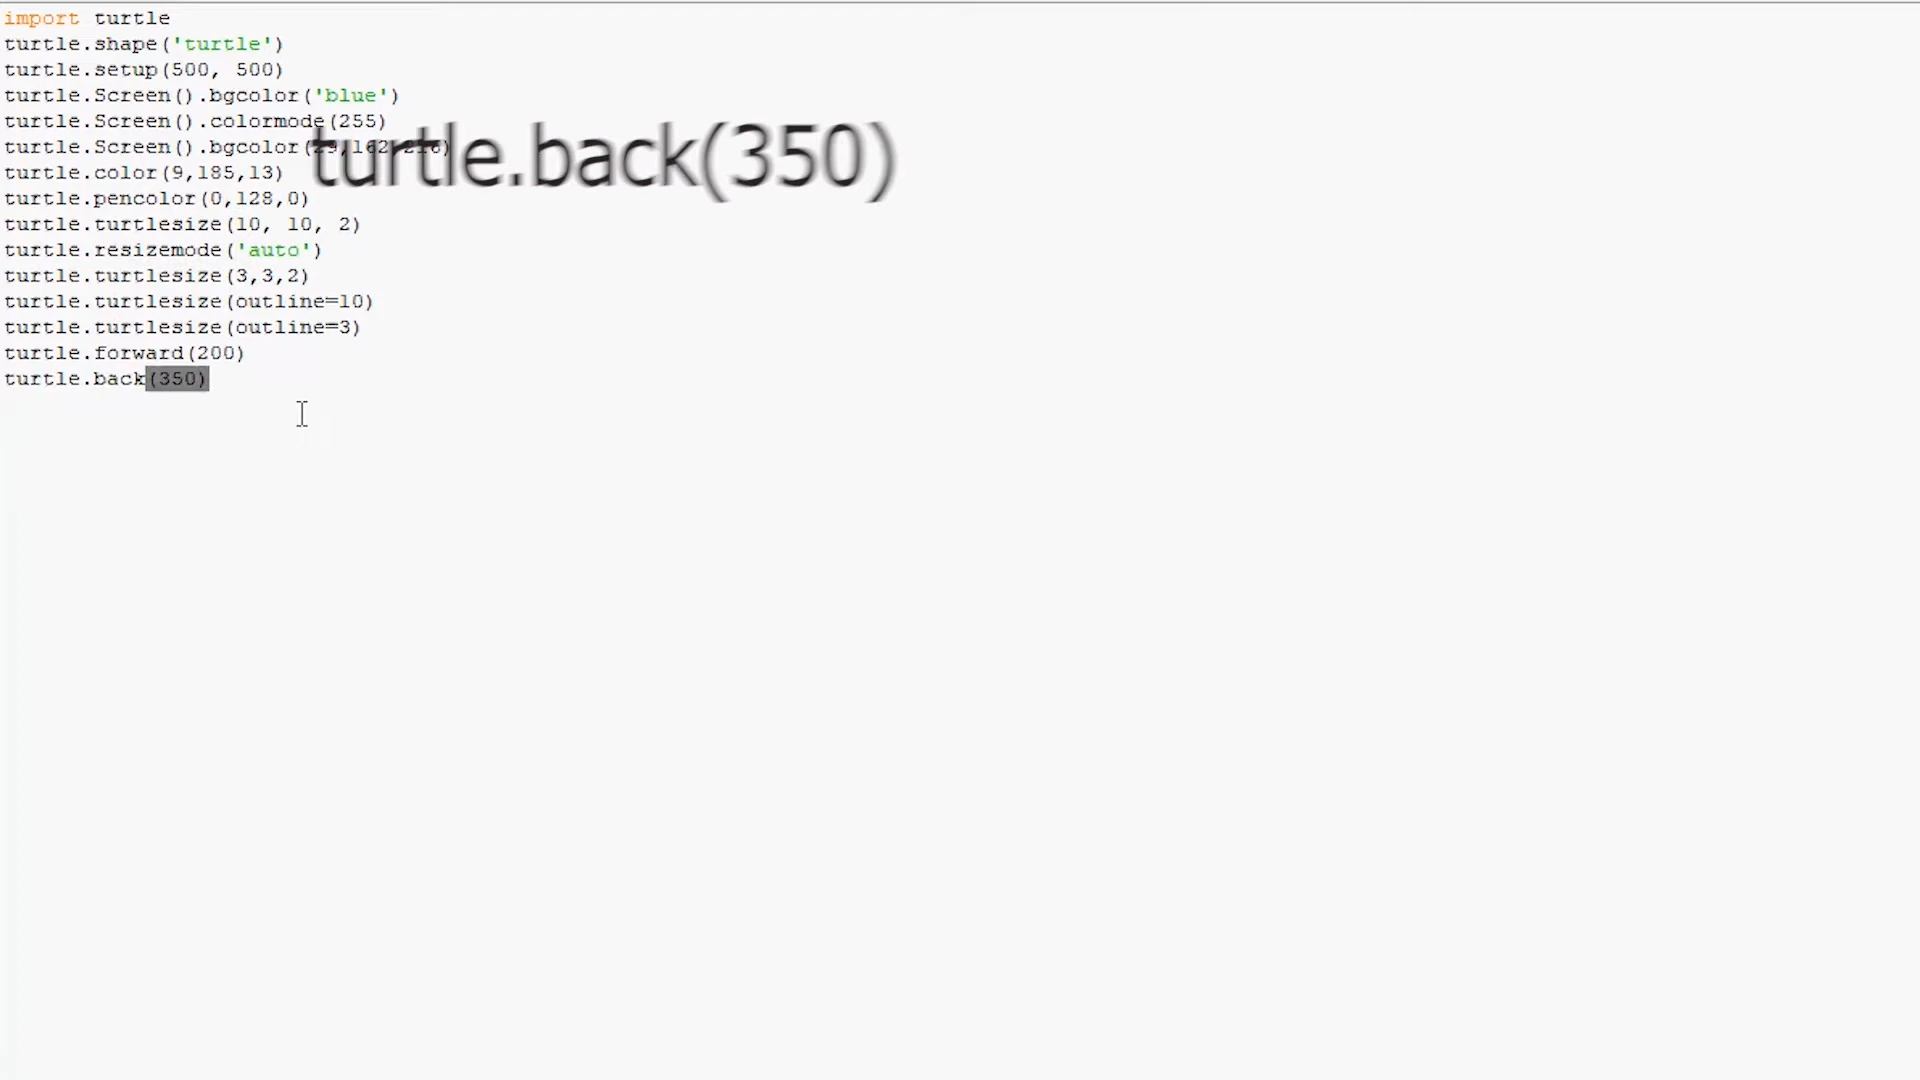 import turtle
turtle.shape('turtle')
turtle.setup(500, 500)
turtle.Screen().bgcolor('blue')
turtle.Screen().colormode(255)
turtle.Screen().bgcolor(
turtle.back(350)
turtle.color(9,185,13)
turtle.pencolor(0,128,0)
turtle.turtlesize(10, 10, 2)
turtle.resizemode('auto')
turtle.turtlesize(3,3,2)
turtle.turtlesize(outline=10)
turtle.turtlesize(outline=3)
turtle.forward(200)
turtle.back(350)